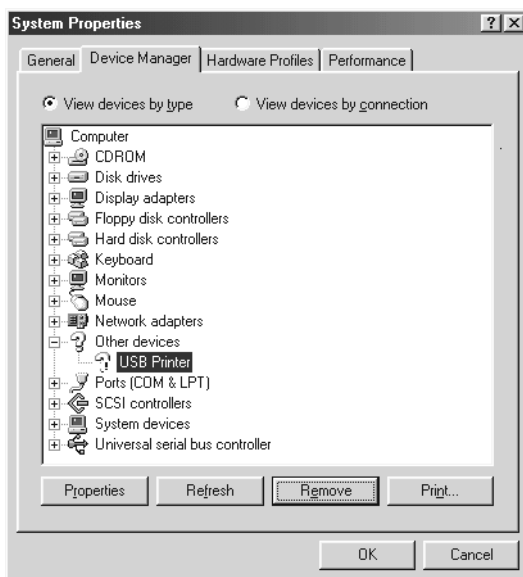 System Properties
General Device Manager Hardware Profiles Performance
View devices by type View devices by connection
Computer
CDROM
Disk drives
Display adapters
Floppy disk controllers
Hard disk controllers
Keyboard
Monitors
Mouse
Network adapters
Other devices
USB Printer
Ports (COM & LPT)
SCSI controllers
System devices
Universal serial bus controller
Properties Refresh Remove Print...
OK Cancel